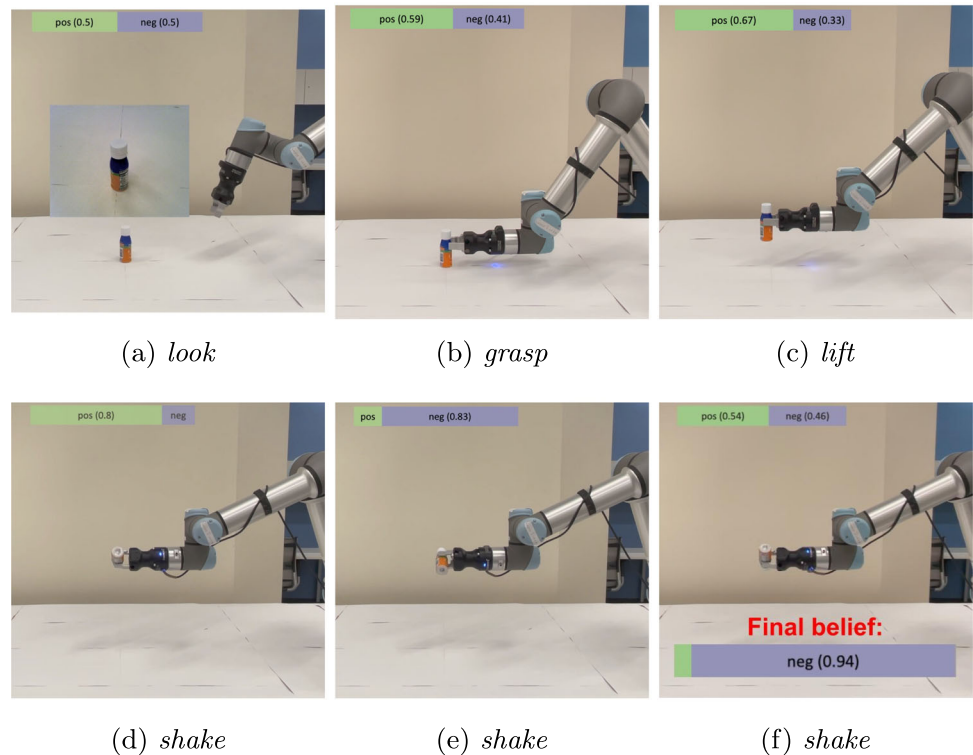 pos (0.5) neg (0.5)
pos (0.59) neg (0.41)
pos (0.67) neg (0.33)
(a) look
(b) grasp
(c) lift
pos (0.8) neg
pos neg (0.83)
pos (0.54) neg (0.46)
Final belief:
neg (0.94)
(d) shake
(e) shake
(f) shake